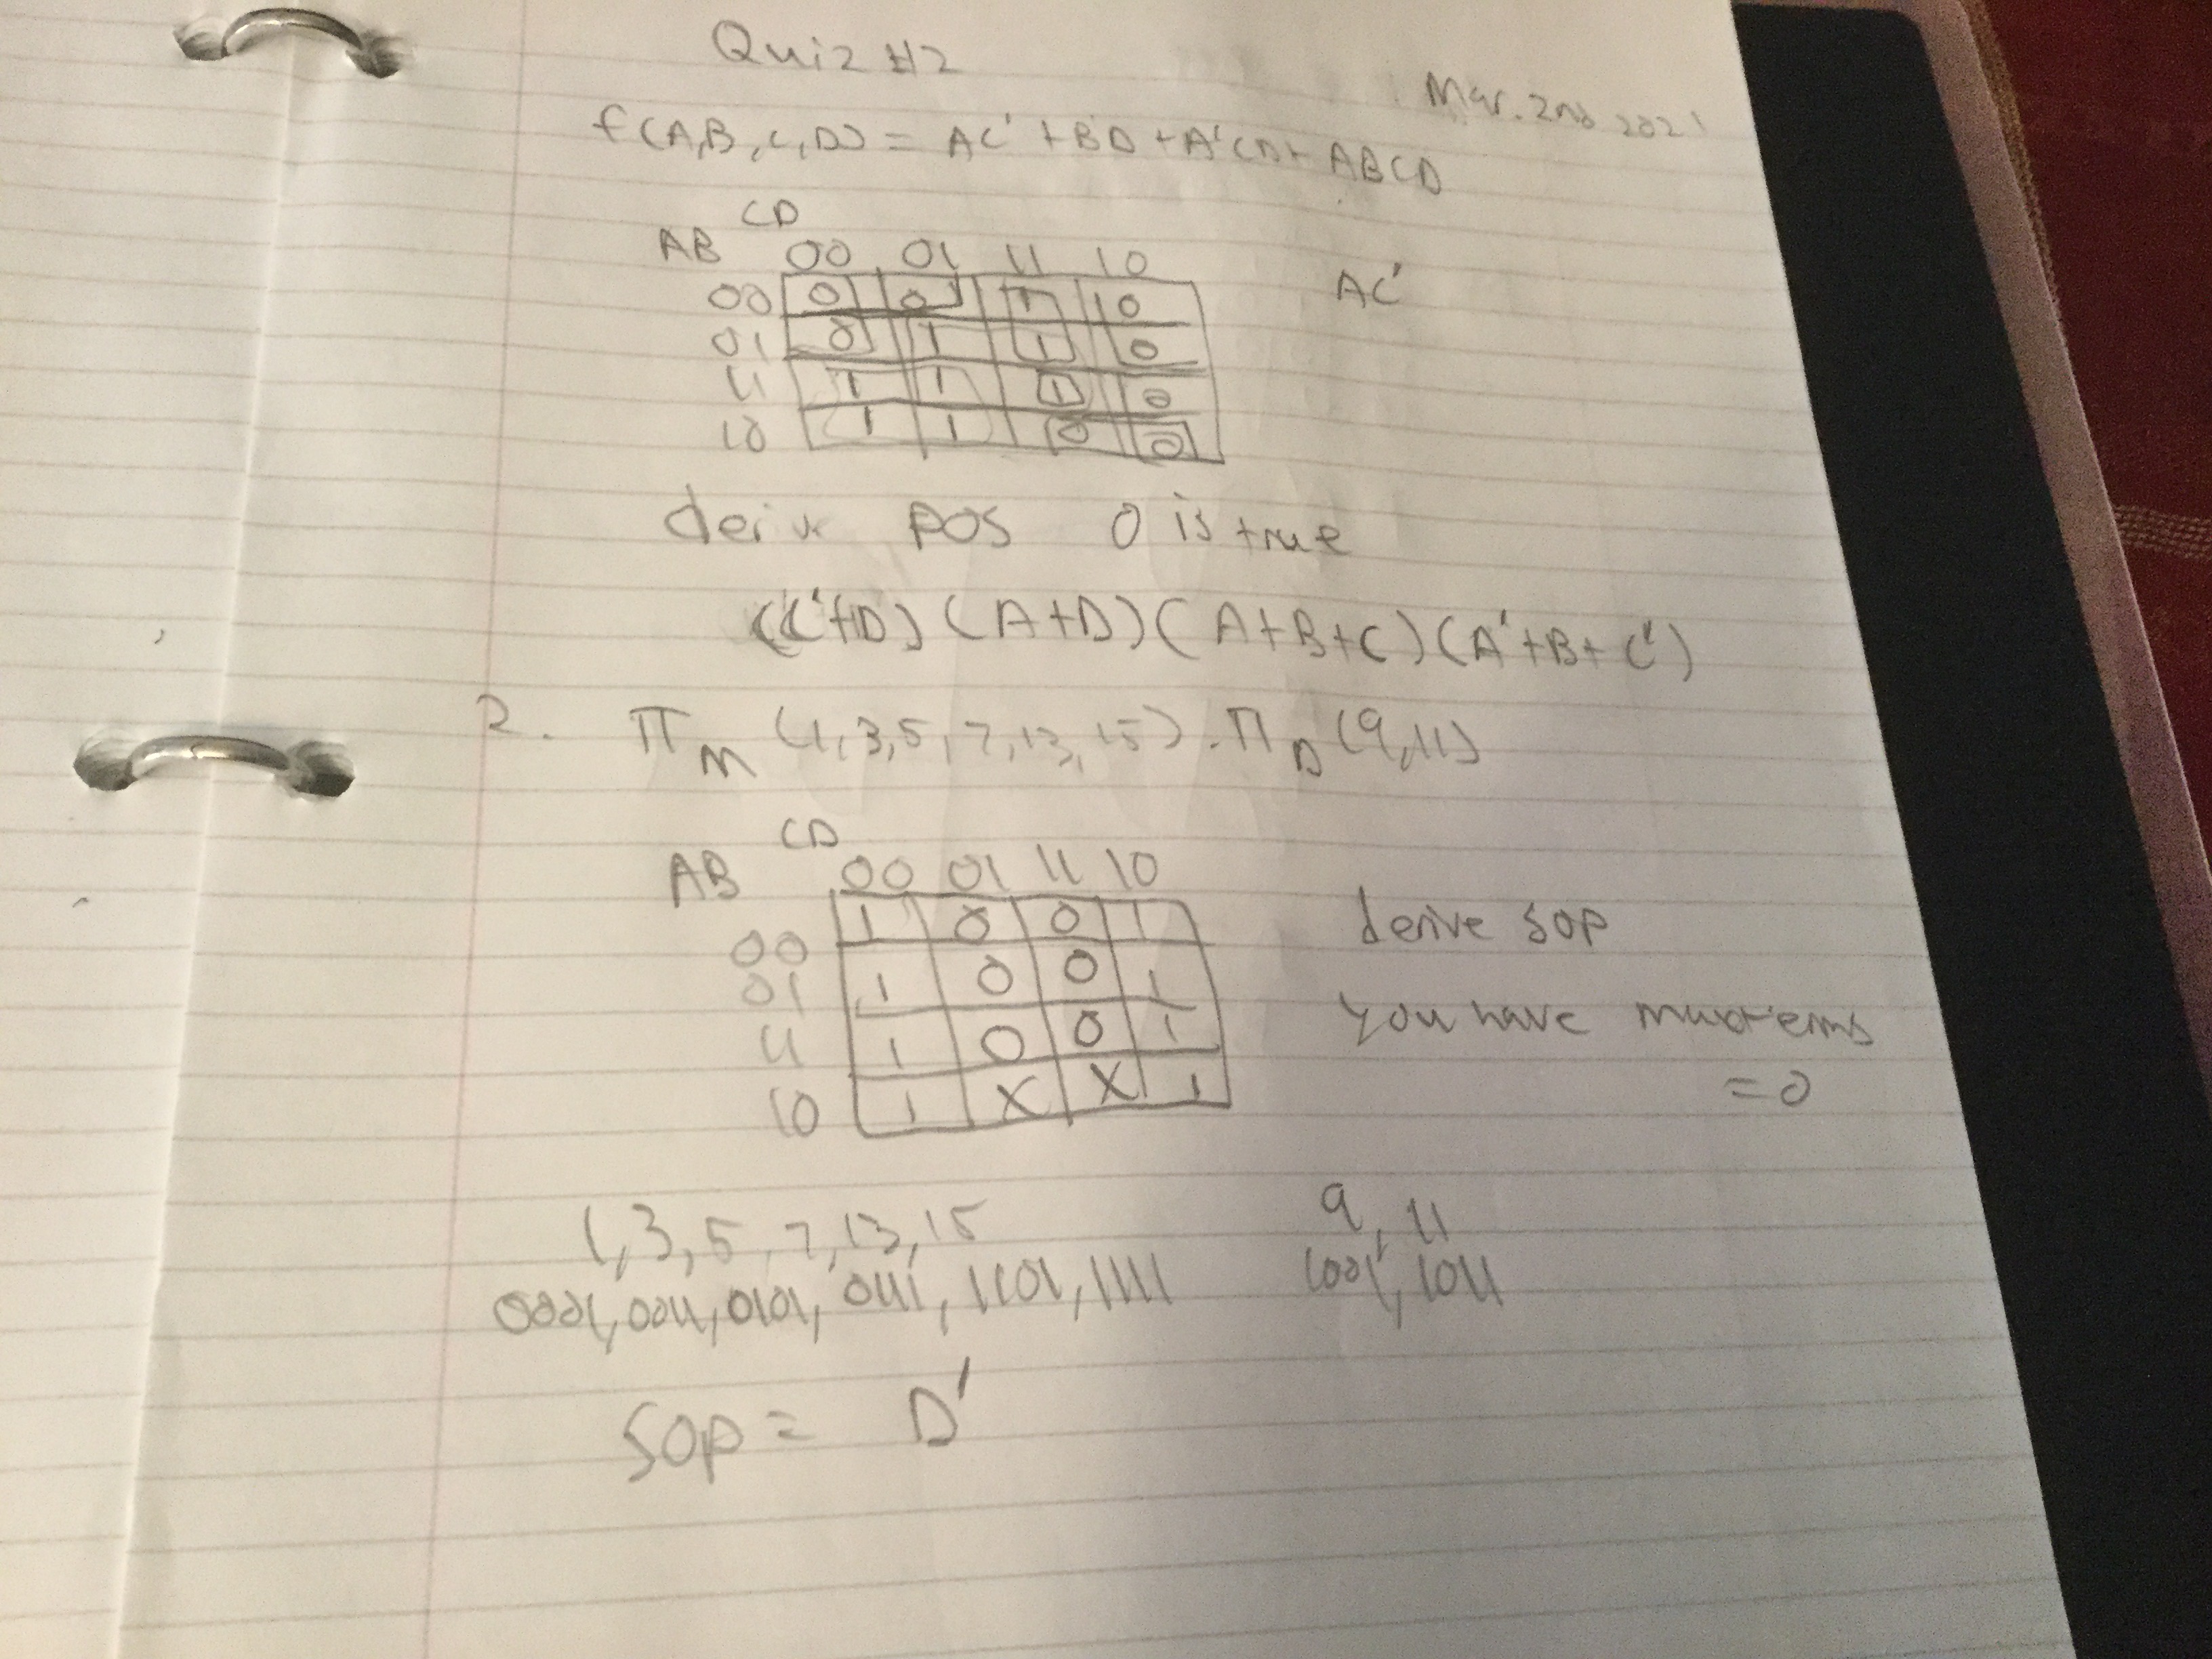 Quiz #2
Mar. 2nd 2021
f(A,B,C,D) = AC' + BD + A'CD + ABCD
CD
AB 00 01 11 10
00 0 0 1 0
01 0 1 1 0
11 1 1 1 0
10 1 1 0 0
AC'
POS 0 is true
(C'+D) (A+D) (A+B+C) (A'+B+C')
2. π M (1,3,5,7,13,15) . π D (9,11)
CD
AB 00 01 11 10
00 1 0 0 1
01 1 0 0 1
11 1 0 0 1
10 1 X X 1
derive SOP
you have
= 0
1, 3, 5, 7, 13, 15
9, 11
0001, 0011, 0101, 0111, 1101, 1111
1001, 1011
SOP = D'